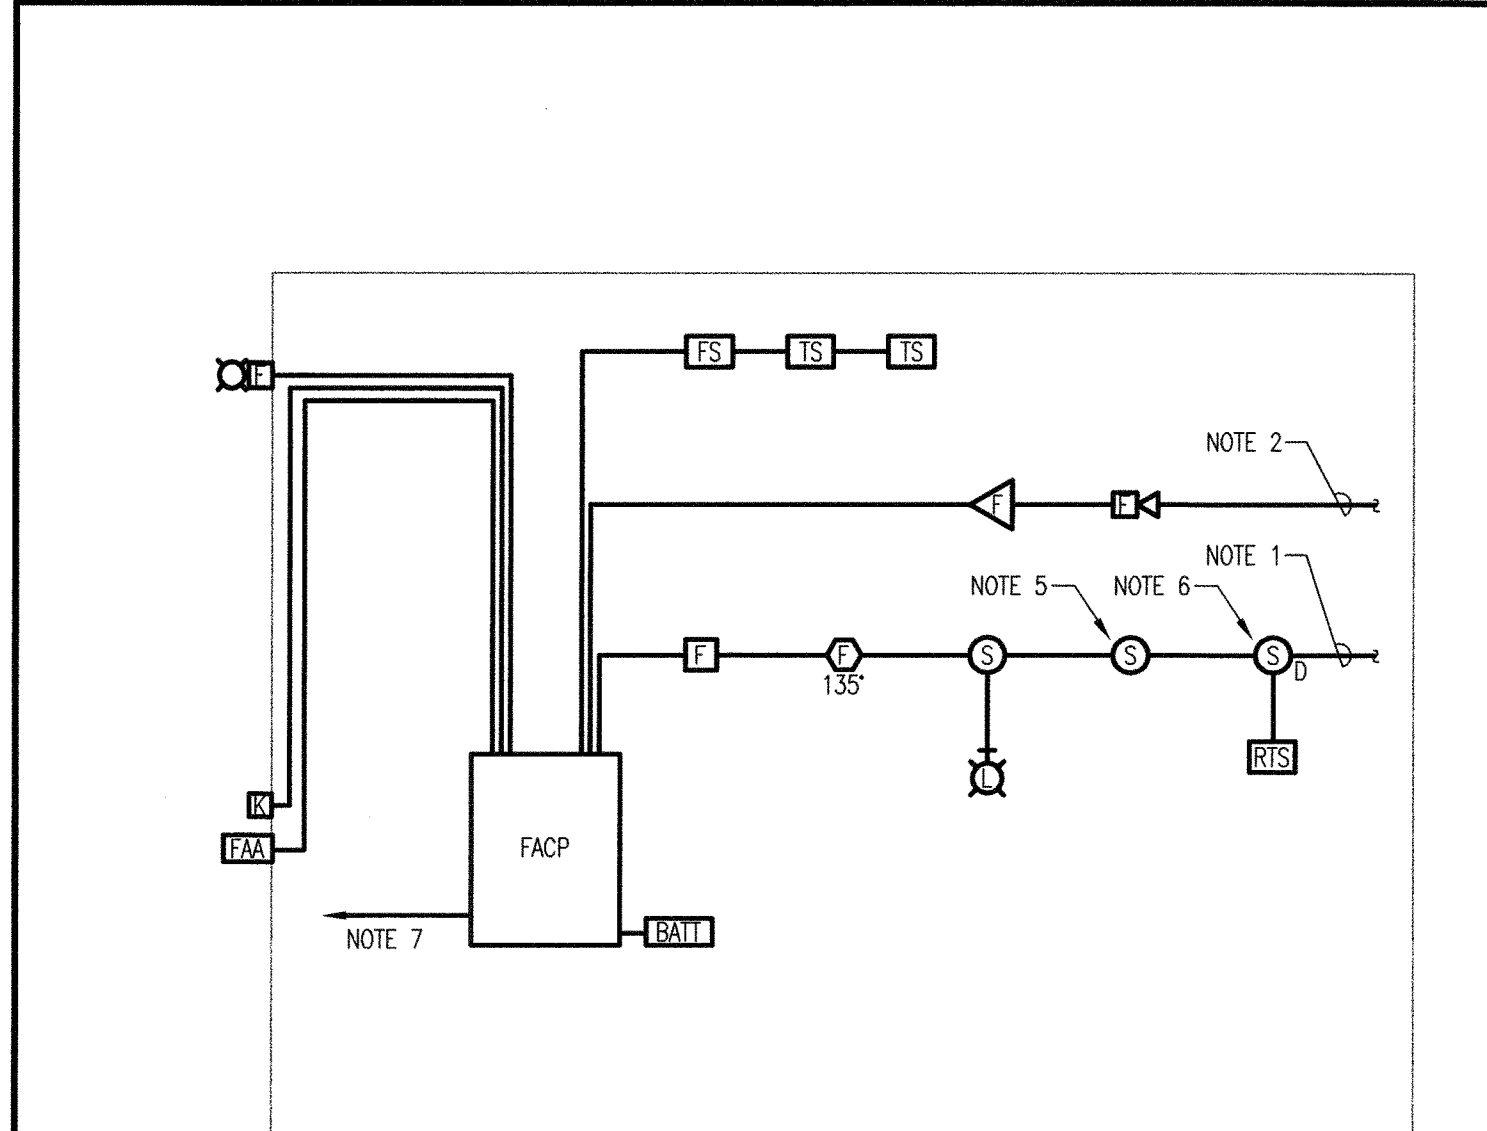 FS TS TS
F
NOTE 2
F F
NOTE 1
NOTE 5 NOTE 6
F F S S S
135° D
RTS
L
K
FAA FACP
BATT
NOTE 7